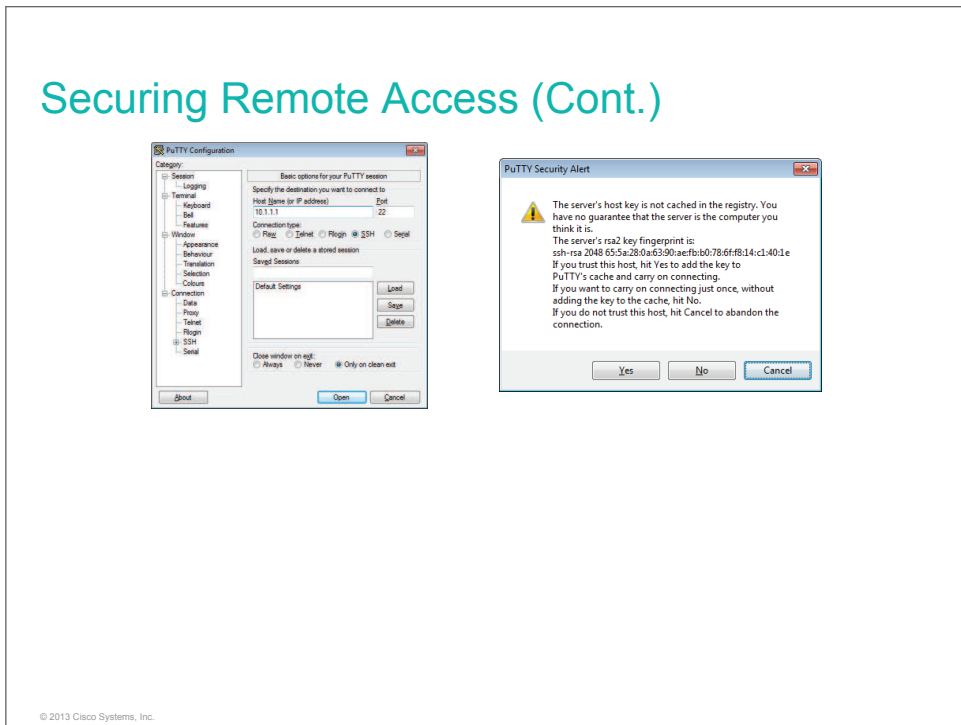 Securing Remote Access (Cont.)
PuTTY Configuration
Category:
Session
Logging
Terminal
Keyboard
Bell
Features
Window
Appearance
Behaviour
Translation
Selection
Colours
Connection
Data
Proxy
Telnet
Rlogin
SSH
Serial
Basic options for your PuTTY session
Specify the destination you want to connect to
Host Name (or IP address) Port
10.1.1.1 22
Connection type:
Raw Telnet Rlogin SSH Serial
Load, save or delete a stored session
Saved Sessions
Default Settings
Load
Save
Delete
Close window on exit:
Always Never Only on clean exit
About Open Cancel
PuTTY Security Alert
The server's host key is not cached in the registry. You
have no guarantee that the server is the computer you
think it is.
The server's rsa2 key fingerprint is:
ssh-rsa 2048 65:5a:28:0a:63:90:ae:fb:b0:78:6f:f8:14:c1:40:1e
If you trust this host, hit Yes to add the key to
PuTTY's cache and carry on connecting.
If you want to carry on connecting just once, without
adding the key to the cache, hit No.
If you do not trust this host, hit Cancel to abandon the
connection.
Yes No Cancel
© 2013 Cisco Systems, Inc.